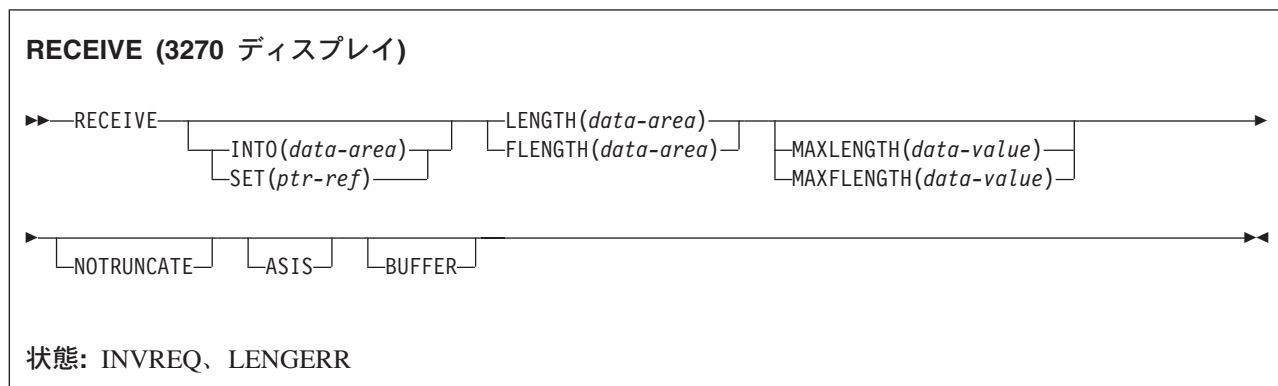 RECEIVE (3270 ディスプレイ)
RECEIVE LENGTH(data-area)
INTO(data-area) FLENGTH(data-area) MAXLENGTH(data-value)
SET(ptr-ref) MAXFLENGTH(data-value)
NOTRUNCATE ASIS BUFFER
状態: INVREQ、LENGERR